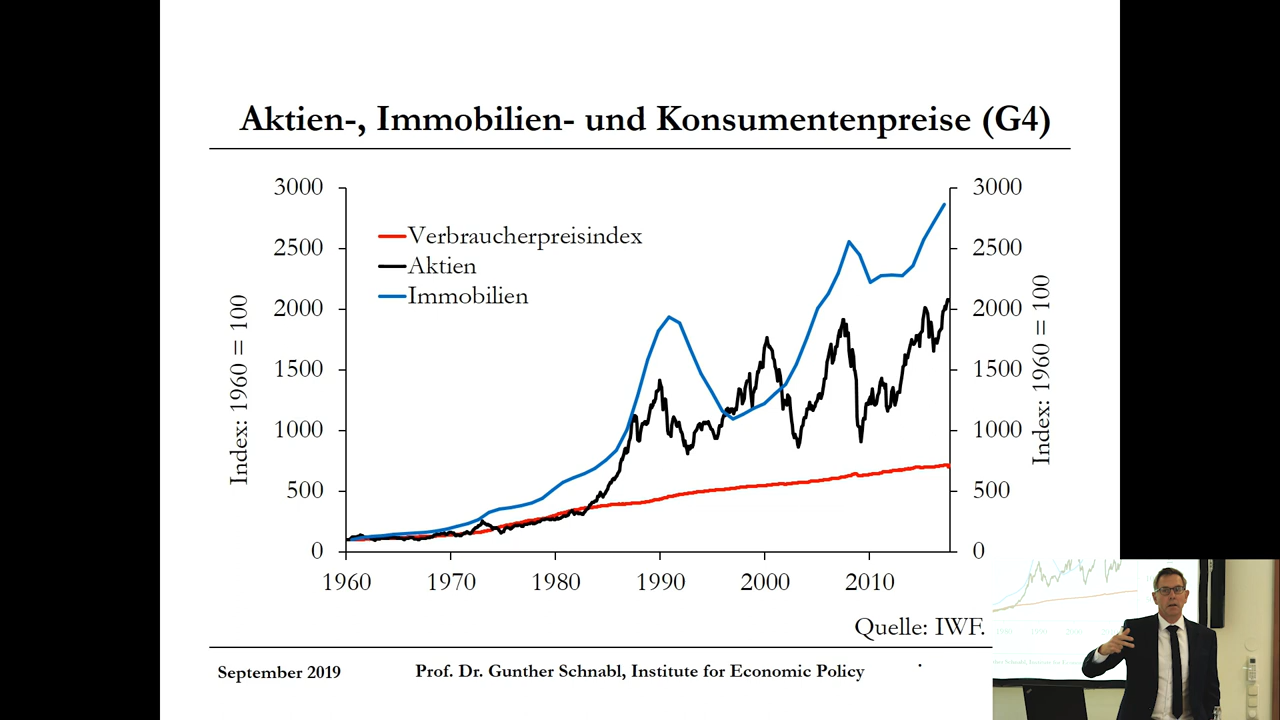 Aktien-, Immobilien- und Konsumentenpreise (G4)
3000
2500
2000
1500
1000
500
0
Index: 1960 = 100
Verbraucherpreisindex
Aktien
Immobilien
3000
2500
2000
1500
1000
500
0
Index: 1960 = 100
1960 1970 1980 1990 2000 2010
Quelle: IWF.
September 2019 Prof. Dr. Gunther Schnabl, Institute for Economic Policy